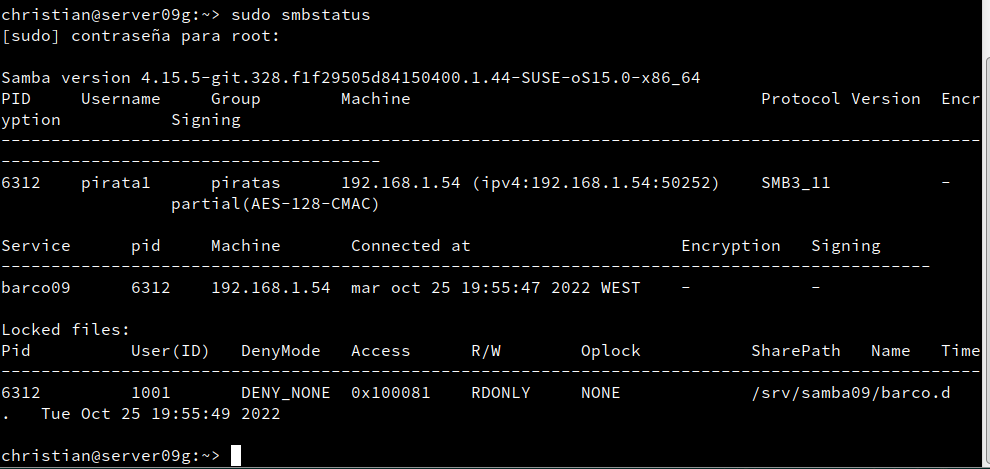 christian@server09g:~> sudo smbstatus
[sudo] contraseña para root:
Samba version 4.15.5-git.328.f1f29505d84150400.1.44-SUSE-oS15.0-x86_64
PID     Username     Group        Machine                                   Protocol Version  Encr
yption           Signing
--------------------------------------------------------------------------------------------------
--------------------------------------
6312    pirata1      piratas      192.168.1.54 (ipv4:192.168.1.54:50252)    SMB3_11           -
                 partial(AES-128-CMAC)
Service      pid     Machine       Connected at                     Encryption   Signing
---------------------------------------------------------------------------------------------
barco09      6312    192.168.1.54  mar oct 25 19:55:47 2022 WEST    -            -
Locked files:
Pid          User(ID)   DenyMode   Access      R/W        Oplock           SharePath   Name   Time
--------------------------------------------------------------------------------------------------
6312         1001       DENY_NONE  0x100081    RDONLY     NONE             /srv/samba09/barco.d
.   Tue Oct 25 19:55:49 2022
christian@server09g:~>